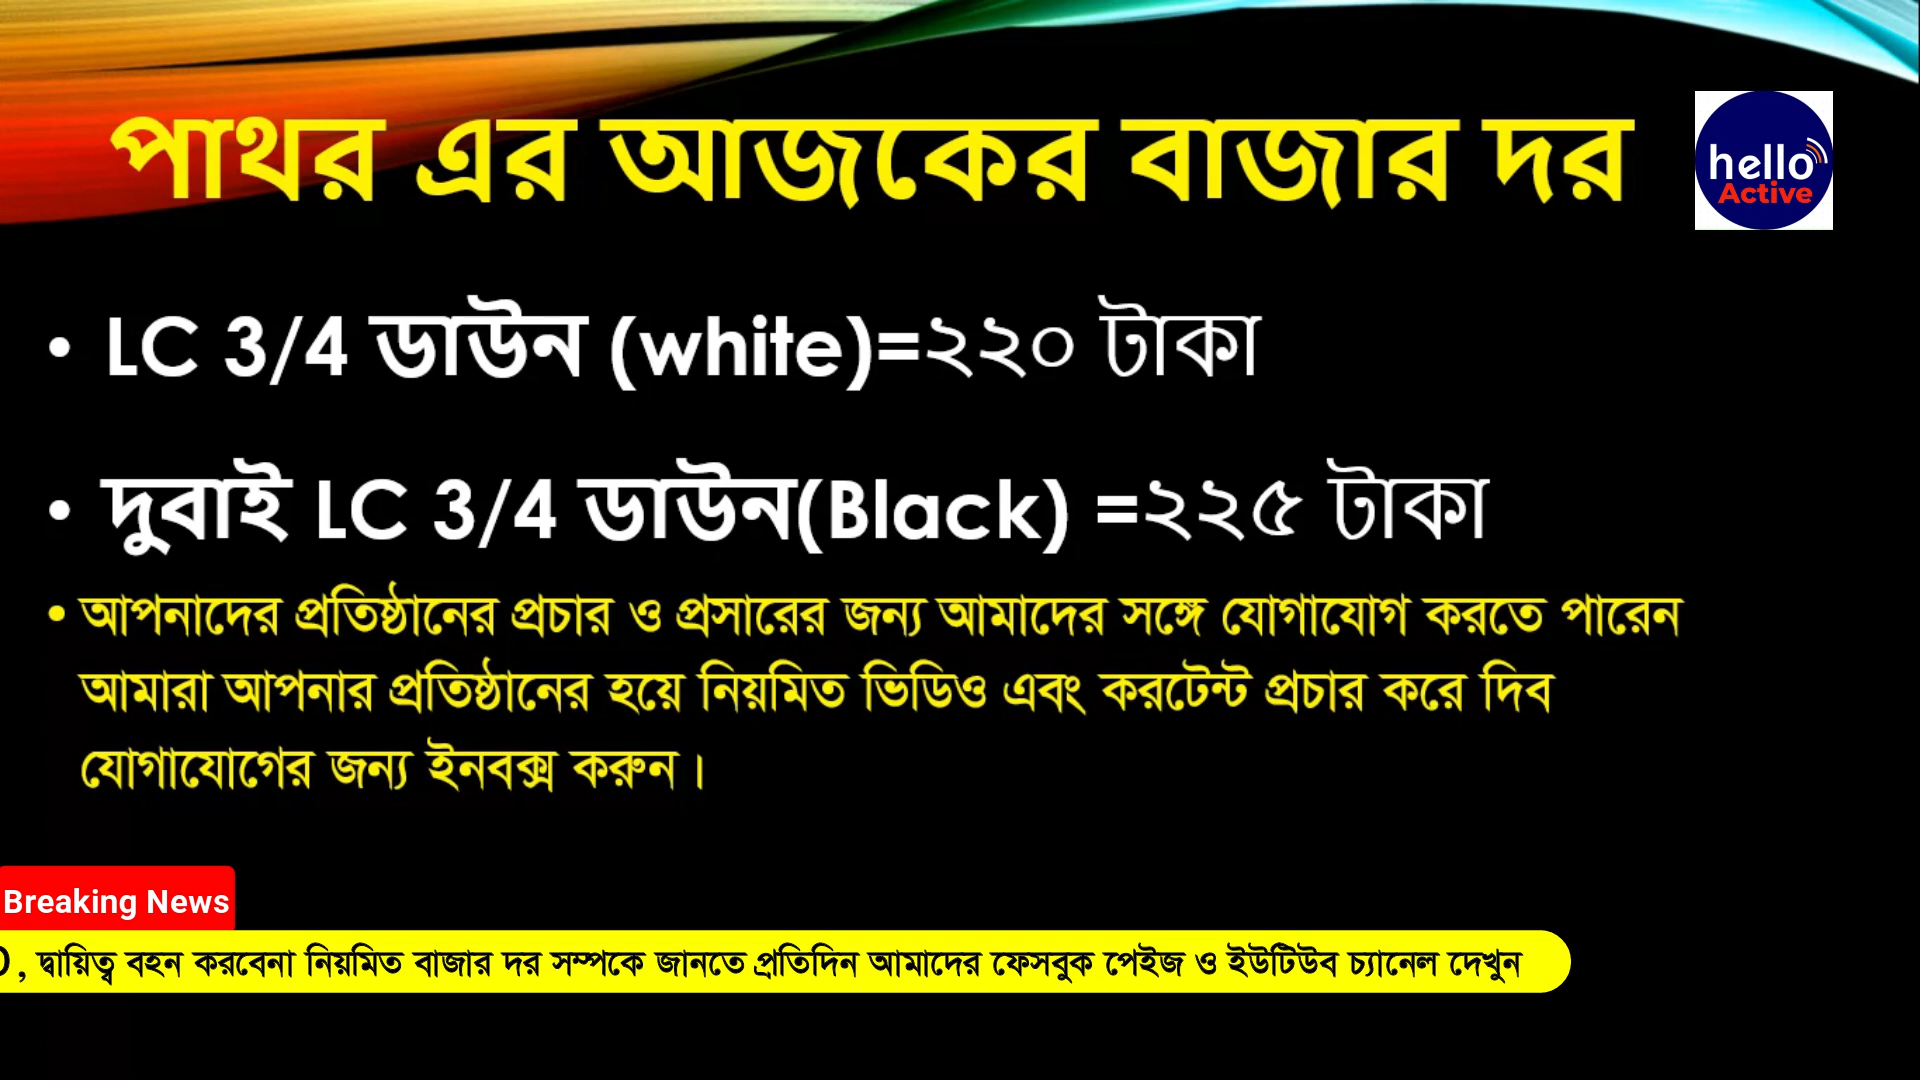 পাথর এর আজকের বাজার দর
hello
Active
• LC 3/4 ডাউন (white)=২২০ টাকা
• দুবাই LC 3/4 ডাউন(Black) =২২৫ টাকা
• আপনাদের প্রতিষ্ঠানের প্রচার ও প্রসারের জন্য আমাদের সঙ্গে যোগাযোগ করতে পারেন
আমারা আপনার প্রতিষ্ঠানের হয়ে নিয়মিত ভিডিও এবং করটেন্ট প্রচার করে দিব
যোগাযোগের জন্য ইনবক্স করুন।
Breaking News
, দ্বায়িত্ব বহন করবেনা নিয়মিত বাজার দর সম্পকে জানতে প্রতিদিন আমাদের ফেসবুক পেইজ ও ইউটিউব চ্যানেল দেখুন